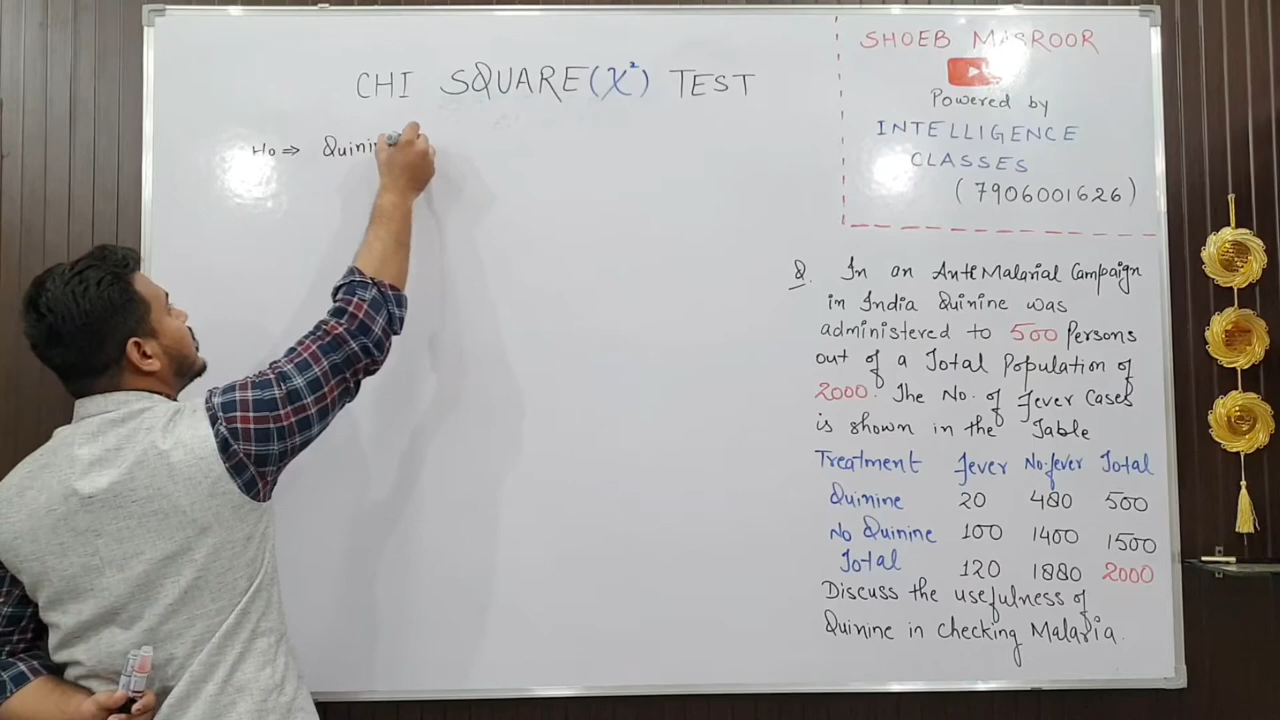 CHI SQUARE (χ²) TEST
H₀ ⇒ Quinin
SHOEB MASROOR
Powered by
INTELLIGENCE
CLASSES
(7906001626)
Q. In an Anti Malarial Campaign
in India Quinine was
administered to 500 Persons
out of a Total Population of
2000. The No. of fever Cases
is shown in the Table
Treatment fever No.fever Total
Quinine 20 480 500
No Quinine 100 1400 1500
Total 120 1880 2000
Discuss the usefulness of
Quinine in checking Malaria.